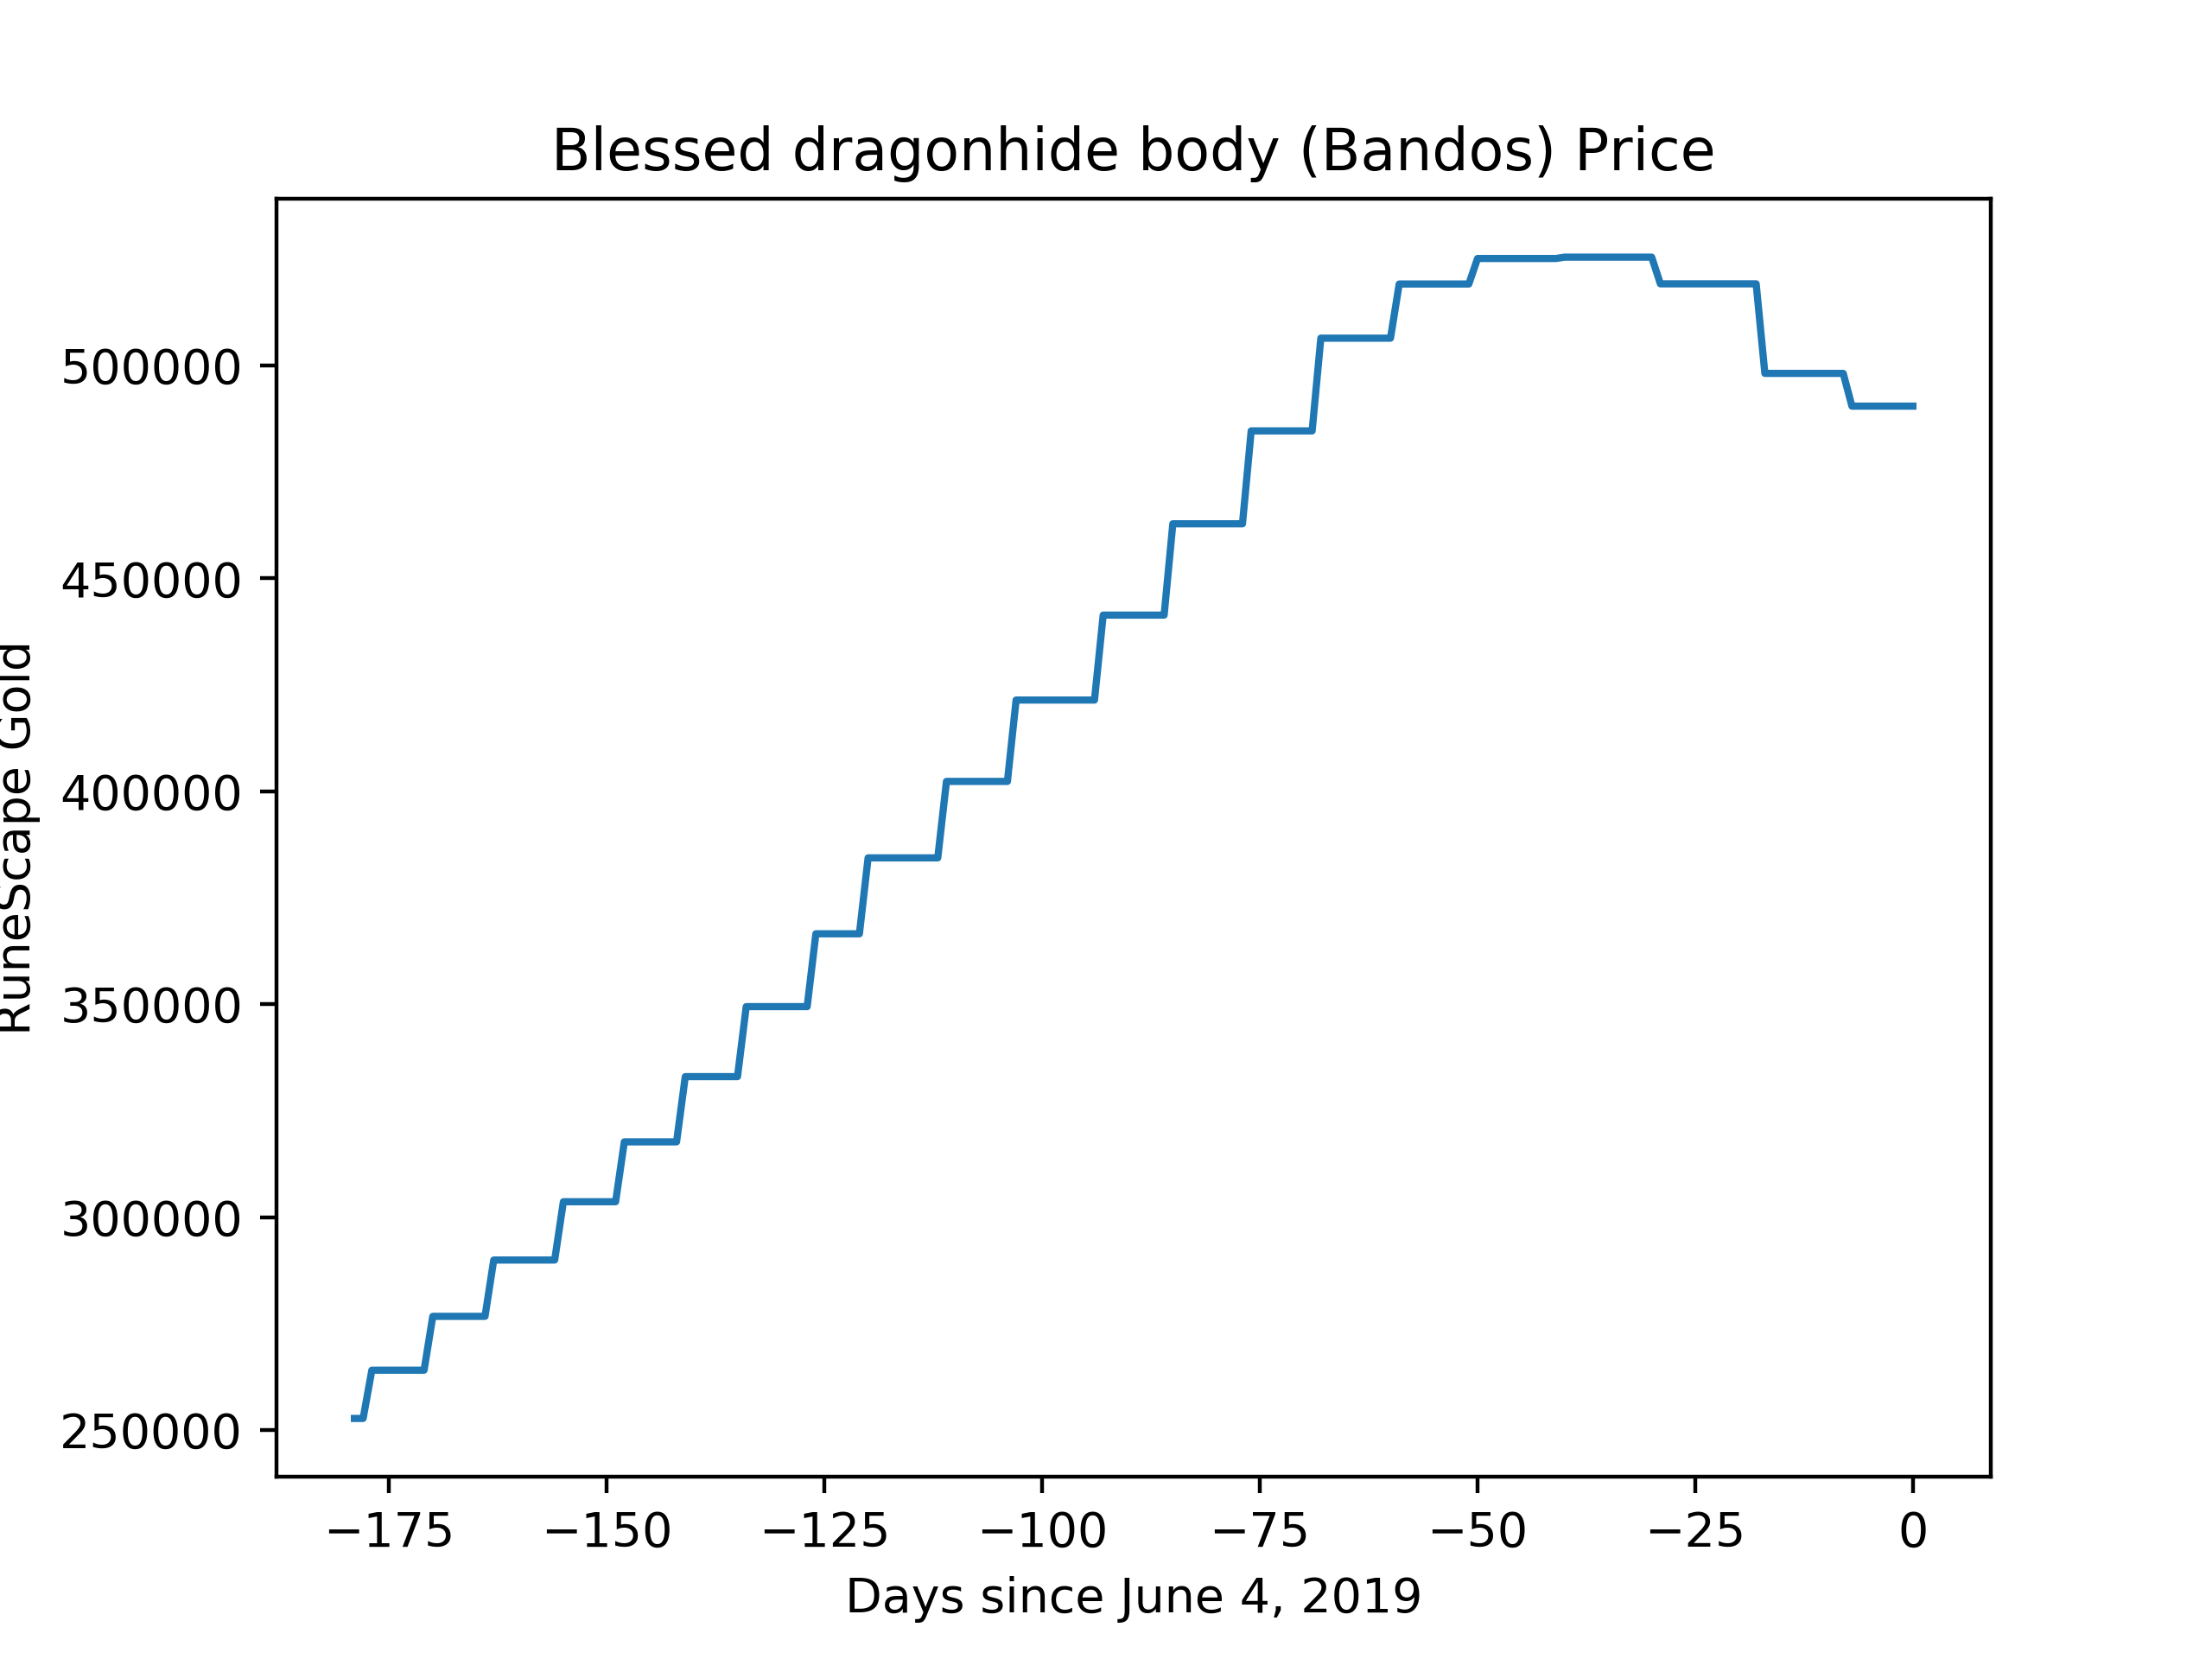 Blessed dragonhide body (Bandos) Price
RuneScape Gold
500000
450000
400000
350000
300000
250000
−175 −150 −125 −100 −75 −50 −25 0
Days since June 4, 2019